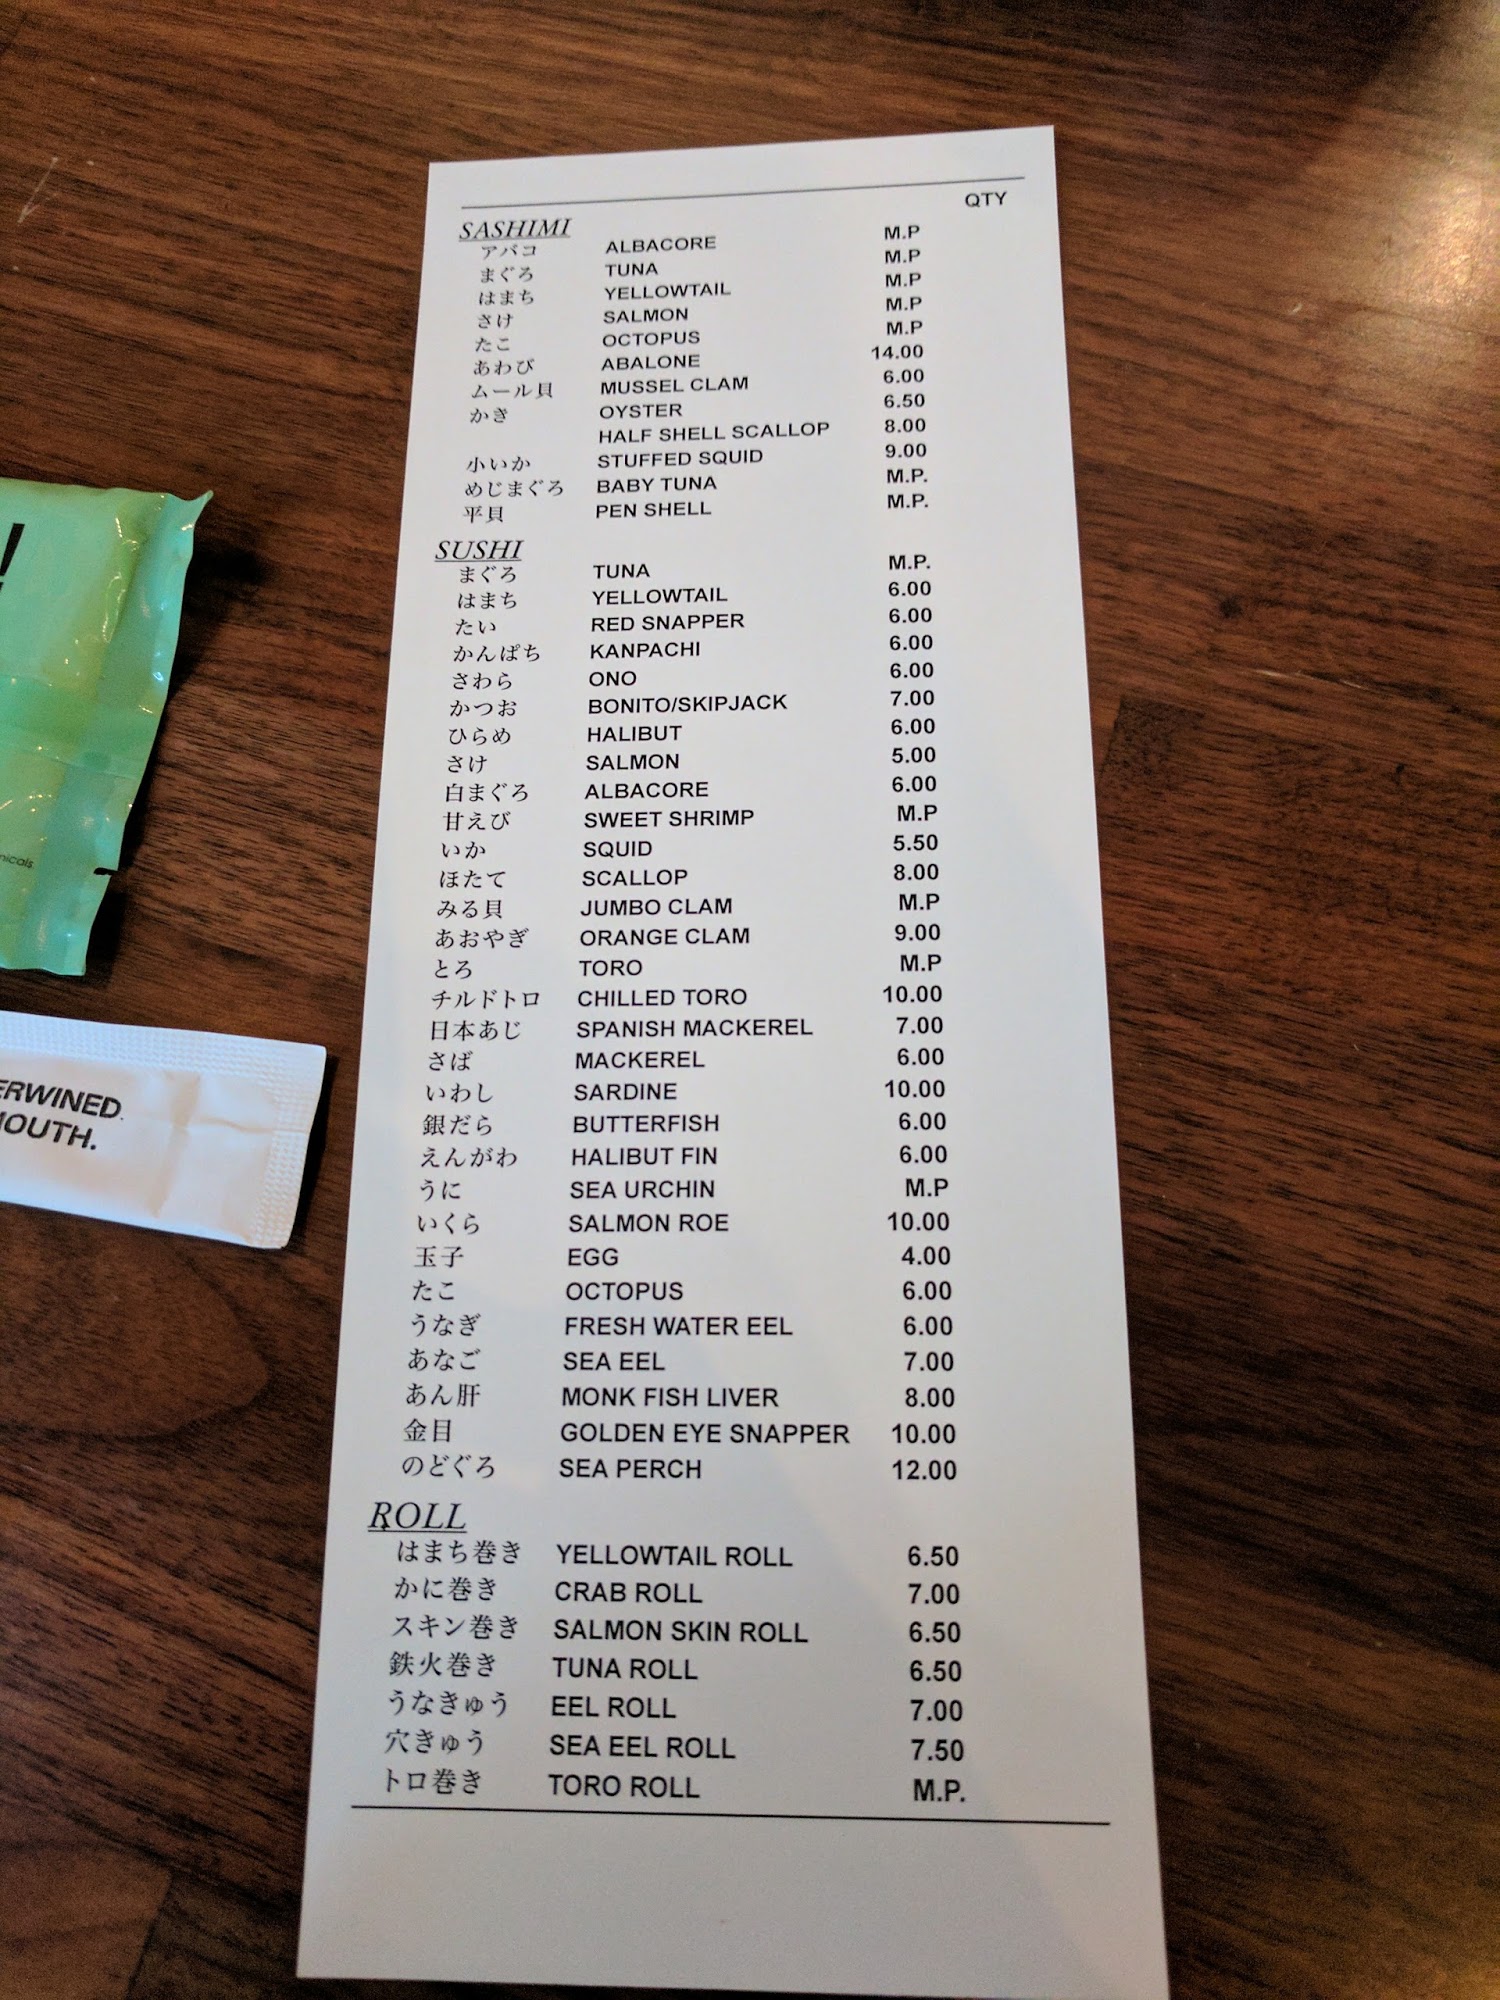 QTY
SASHIMI
アバコ ALBACORE M.P
まぐろ TUNA M.P
はまち YELLOWTAIL M.P
さけ SALMON M.P
たこ OCTOPUS M.P
あわび ABALONE 14.00
ムール貝 MUSSEL CLAM 6.00
かき OYSTER 6.50
HALF SHELL SCALLOP 8.00
小いか STUFFED SQUID 9.00
めじまぐろ BABY TUNA M.P.
平貝 PEN SHELL M.P.
SUSHI
まぐろ TUNA M.P.
はまち YELLOWTAIL 6.00
たい RED SNAPPER 6.00
かんぱち KANPACHI 6.00
さわら ONO 6.00
かつお BONITO/SKIPJACK 7.00
ひらめ HALIBUT 6.00
さけ SALMON 5.00
白まぐろ ALBACORE 6.00
甘えび SWEET SHRIMP M.P
いか SQUID 5.50
ほたて SCALLOP 8.00
みる貝 JUMBO CLAM M.P
あおやぎ ORANGE CLAM 9.00
とろ TORO M.P
チルドトロ CHILLED TORO 10.00
日本あじ SPANISH MACKEREL 7.00
さば MACKEREL 6.00
いわし SARDINE 10.00
銀だら BUTTERFISH 6.00
えんがわ HALIBUT FIN 6.00
うに SEA URCHIN M.P
いくら SALMON ROE 10.00
玉子 EGG 4.00
たこ OCTOPUS 6.00
うなぎ FRESH WATER EEL 6.00
あなご SEA EEL 7.00
あん肝 MONK FISH LIVER 8.00
金目 GOLDEN EYE SNAPPER 10.00
のどぐろ SEA PERCH 12.00
ROLL
はまち巻き YELLOWTAIL ROLL 6.50
かに巻き CRAB ROLL 7.00
スキン巻き SALMON SKIN ROLL 6.50
鉄火巻き TUNA ROLL 6.50
うなきゅう EEL ROLL 7.00
穴きゅう SEA EEL ROLL 7.50
トロ巻き TORO ROLL M.P.
!
nicals
ERWINED.
MOUTH.